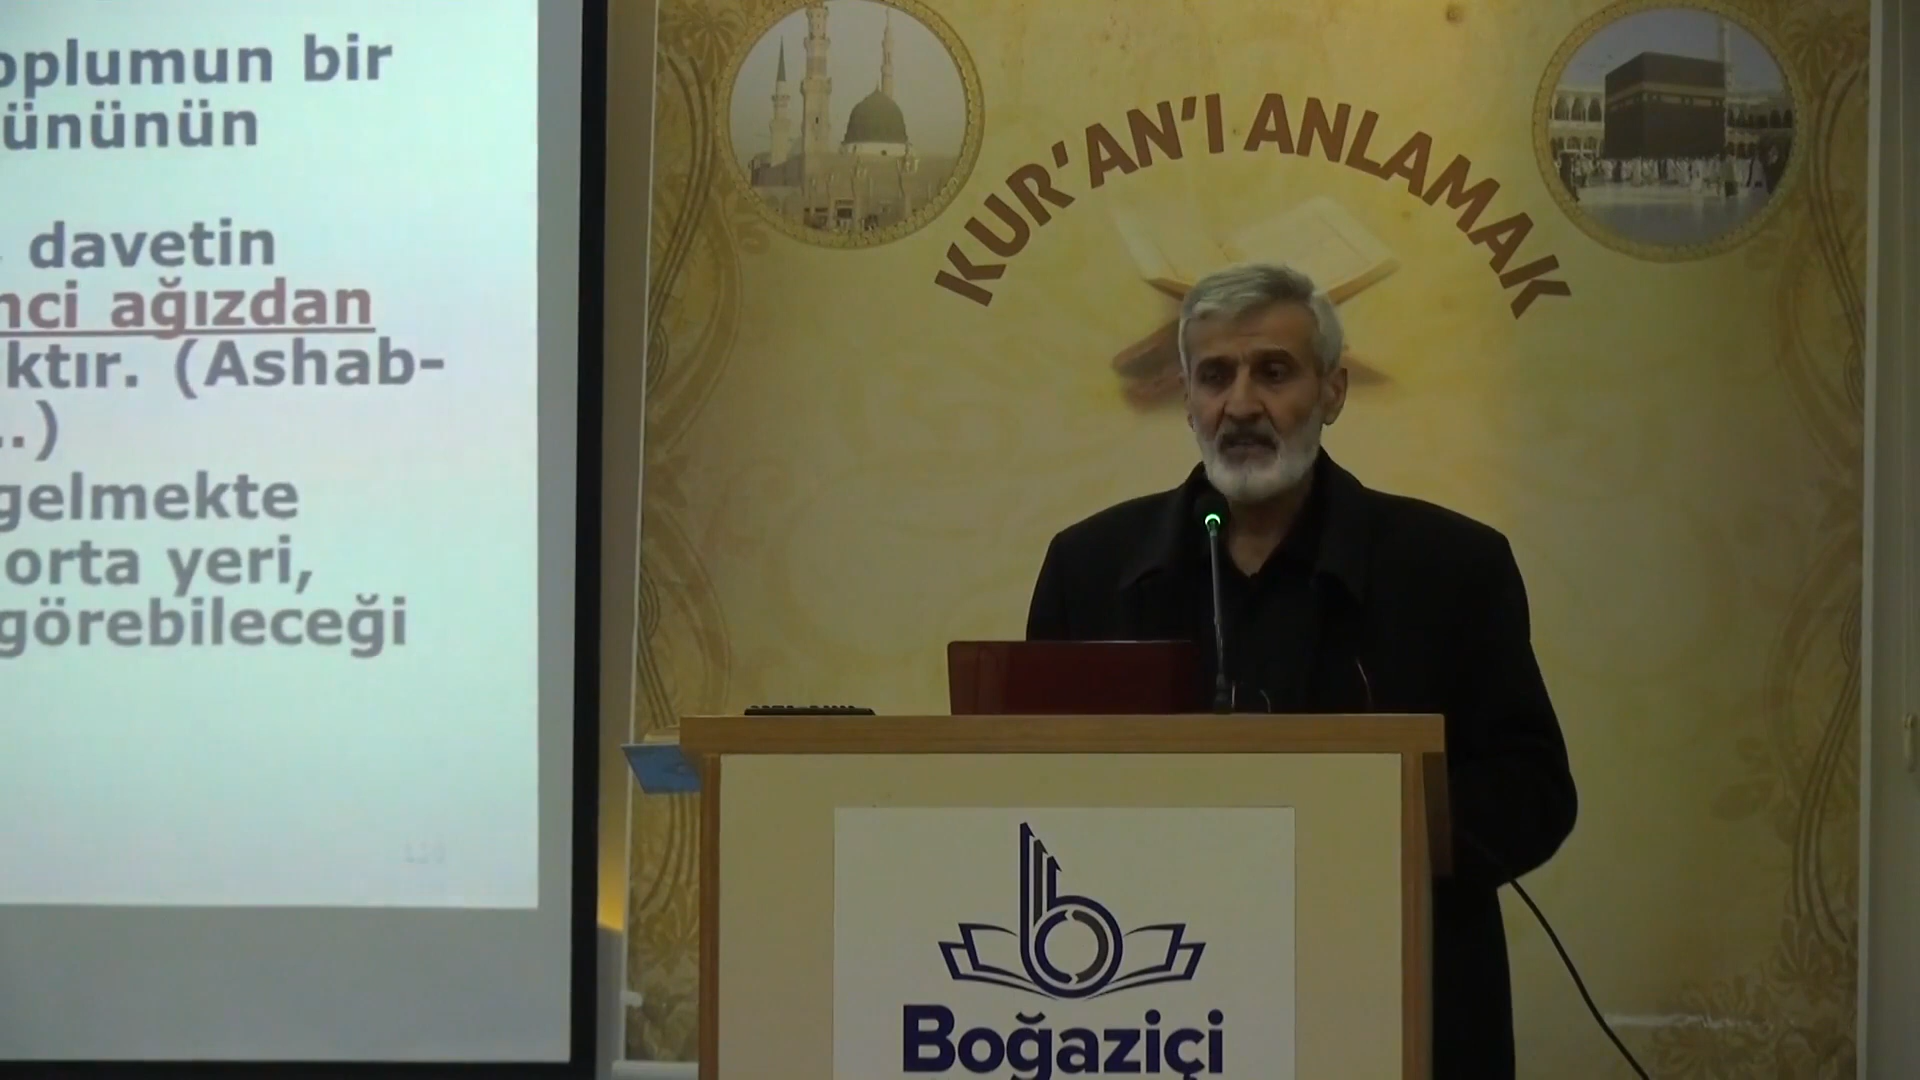 oplumun bir
ününün
davetin
nci ağızdan
ktır. (Ashab-
..)
gelmekte
orta yeri,
görebileceği
KUR'AN'I ANLAMAK
Boğaziçi